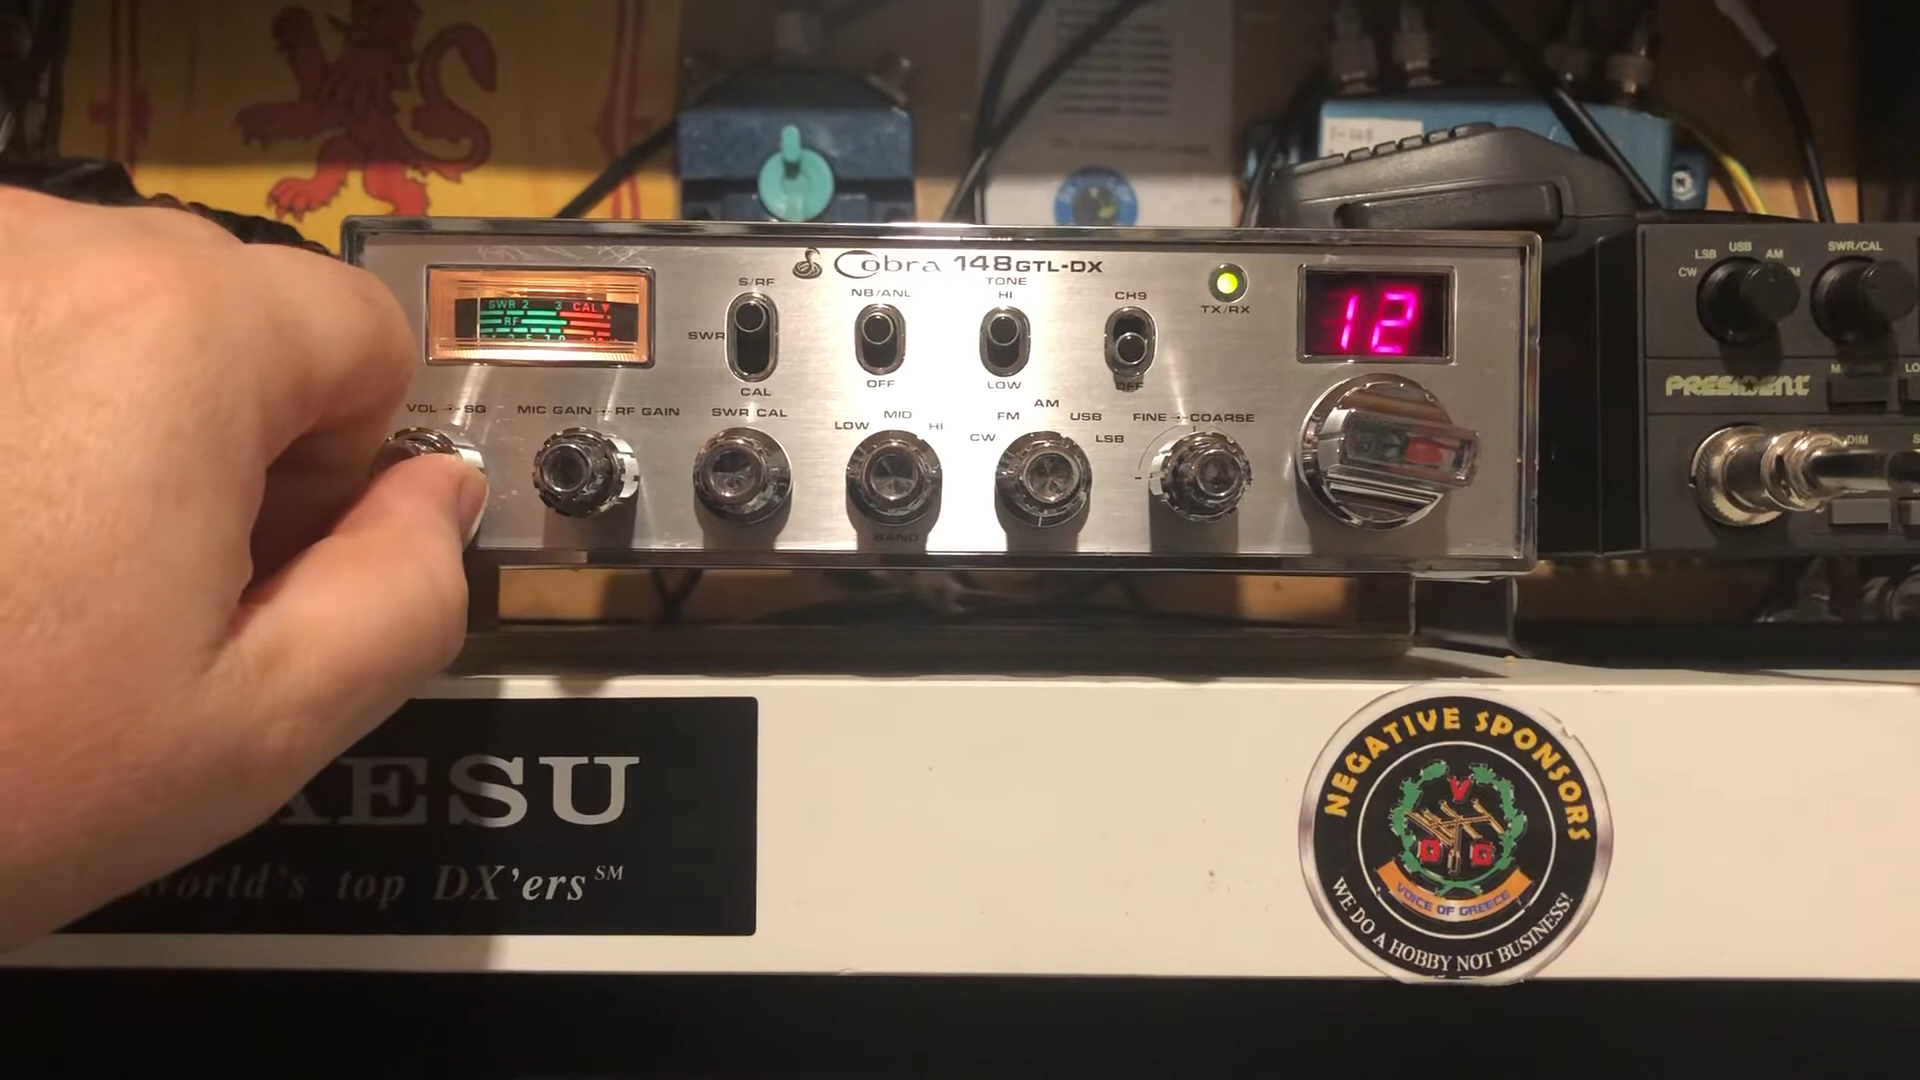 Cobra 148GTL-DX
S/RF
SWR
CAL
NB/ANL
OFF
TONE
HI
LOW
CH9
OFF
TX/RX
12
SWR 2 3 CAL
RF
VOL SQ
MIC GAIN RF GAIN
SWR CAL
LOW MID HI
BAND
CW FM AM USB LSB
FINE COARSE
CW LSB USB AM
SWR/CAL
PRESIDENT
DIM
N
AESU
world's top DX'ers SM
NEGATIVE SPONSORS
V
D G
VOICE OF GREECE
WE DO A HOBBY NOT BUSINESS!